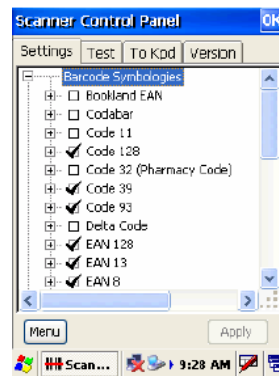 Scanner Control Panel OK
Settings Test To Kpd Version
Barcode Symbologies
Bookland EAN
Codabar
Code 11
Code 128
Code 32 (Pharmacy Code)
Code 39
Code 93
Delta Code
EAN 128
EAN 13
EAN 8
Menu Apply
Scan... 9:28 AM